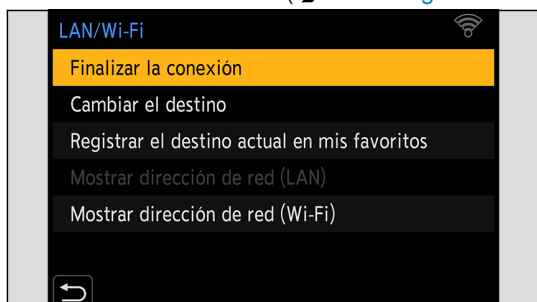 LAN/Wi-Fi
Finalizar la conexión
Cambiar el destino
Registrar el destino actual en mis favoritos
Mostrar dirección de red (LAN)
Mostrar dirección de red (Wi-Fi)